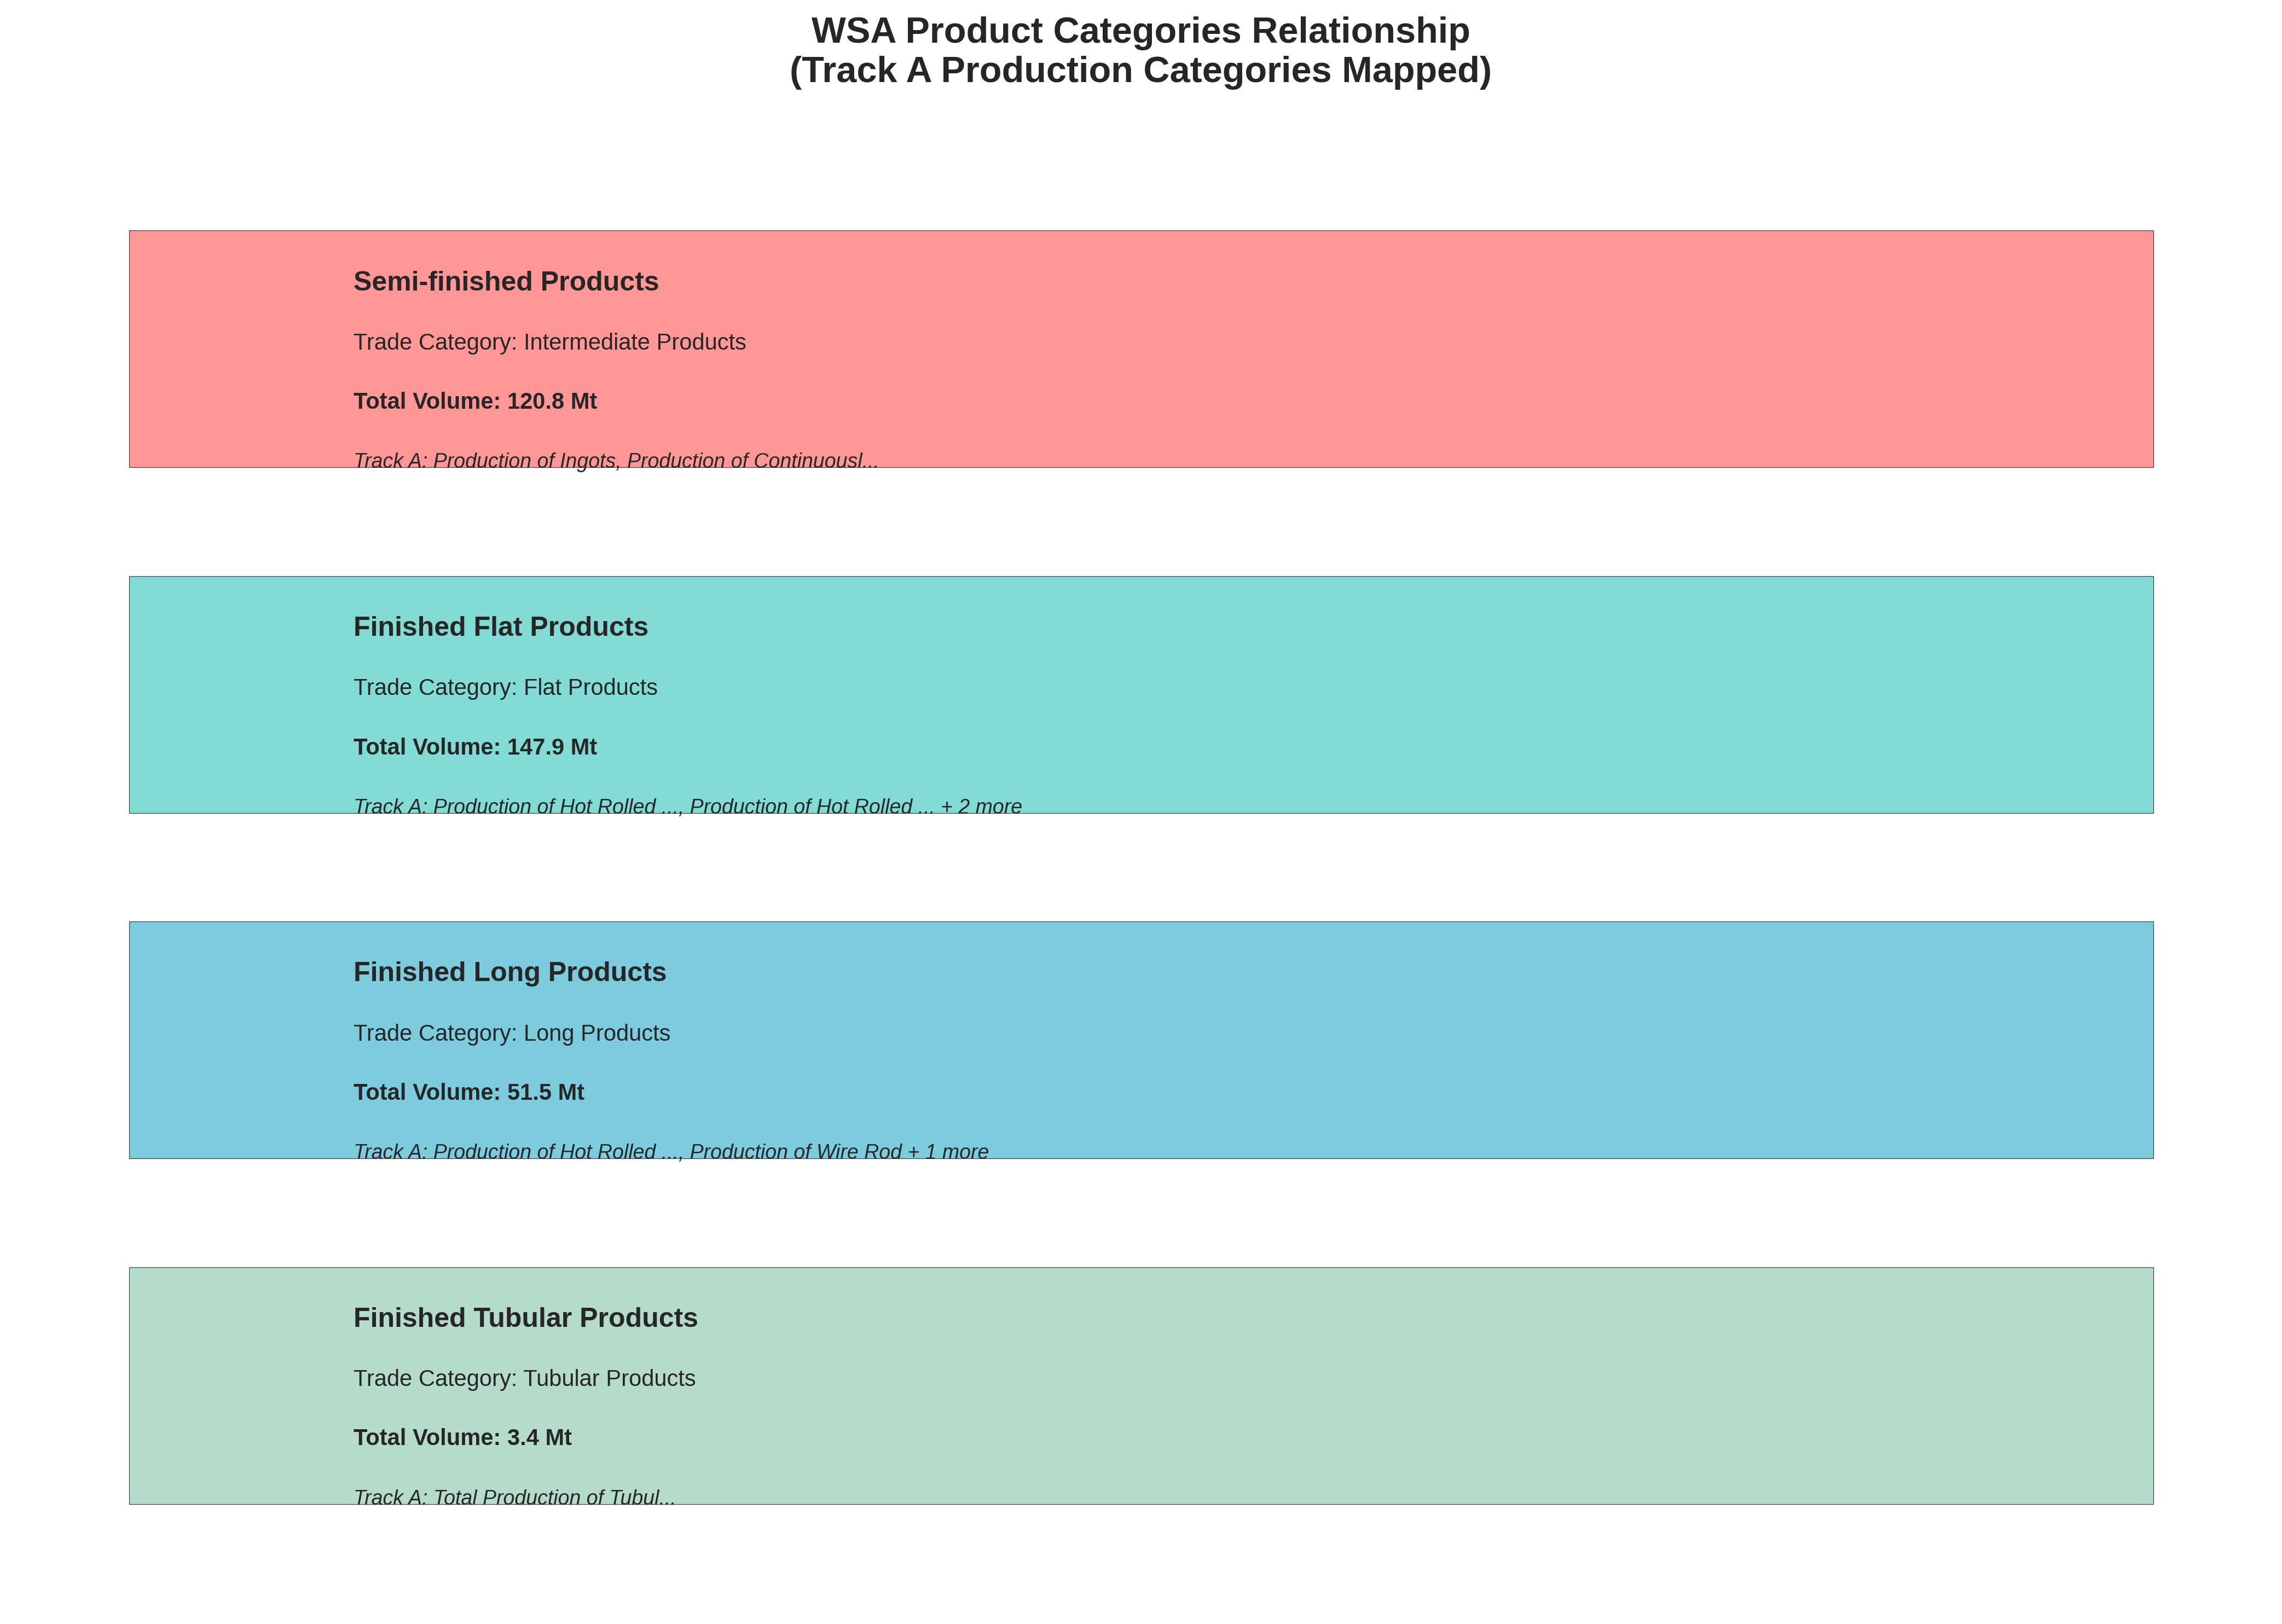 WSA Product Categories Relationship
(Track A Production Categories Mapped)
Semi-finished Products
Trade Category: Intermediate Products
Total Volume: 120.8 Mt
Track A: Production of Ingots, Production of Continuousl...
Finished Flat Products
Trade Category: Flat Products
Total Volume: 147.9 Mt
Track A: Production of Hot Rolled ..., Production of Hot Rolled ... + 2 more
Finished Long Products
Trade Category: Long Products
Total Volume: 51.5 Mt
Track A: Production of Hot Rolled ..., Production of Wire Rod + 1 more
Finished Tubular Products
Trade Category: Tubular Products
Total Volume: 3.4 Mt
Track A: Total Production of Tubul...